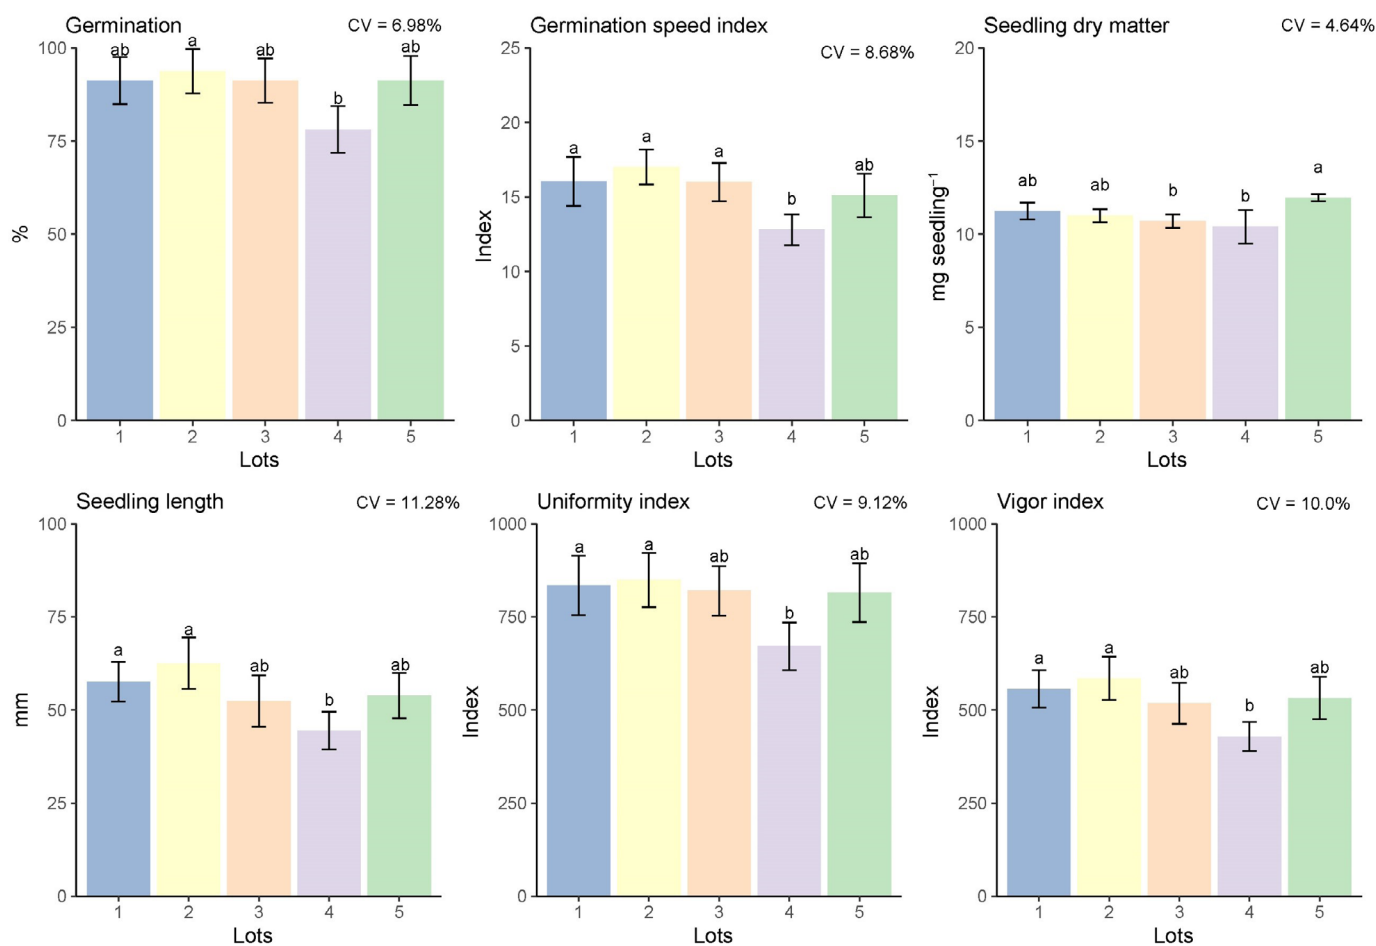 Germination
CV = 6.98%
100
75
50
25
0
%
ab
a
ab
b
ab
1 2 3 4 5
Lots
Germination speed index
CV = 8.68%
25
20
15
10
5
0
Index
a
a
a
b
ab
1 2 3 4 5
Lots
Seedling dry matter
CV = 4.64%
20
15
10
5
0
mg seedling⁻¹
ab
ab
b
b
a
1 2 3 4 5
Lots
Seedling length
CV = 11.28%
100
75
50
25
0
mm
a
a
ab
b
ab
1 2 3 4 5
Lots
Uniformity index
CV = 9.12%
1000
750
500
250
0
Index
a
a
ab
b
ab
1 2 3 4 5
Lots
Vigor index
CV = 10.0%
1000
750
500
250
0
Index
a
a
ab
b
ab
1 2 3 4 5
Lots